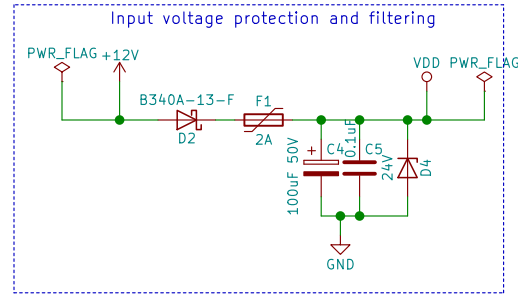 Input voltage protection and filtering
PWR_FLAG
+12V
VDD
PWR_FLAG
B340A-13-F
F1
D2
2A
+
C4
100uF 50V
0.1uF
C5
24V
D4
GND